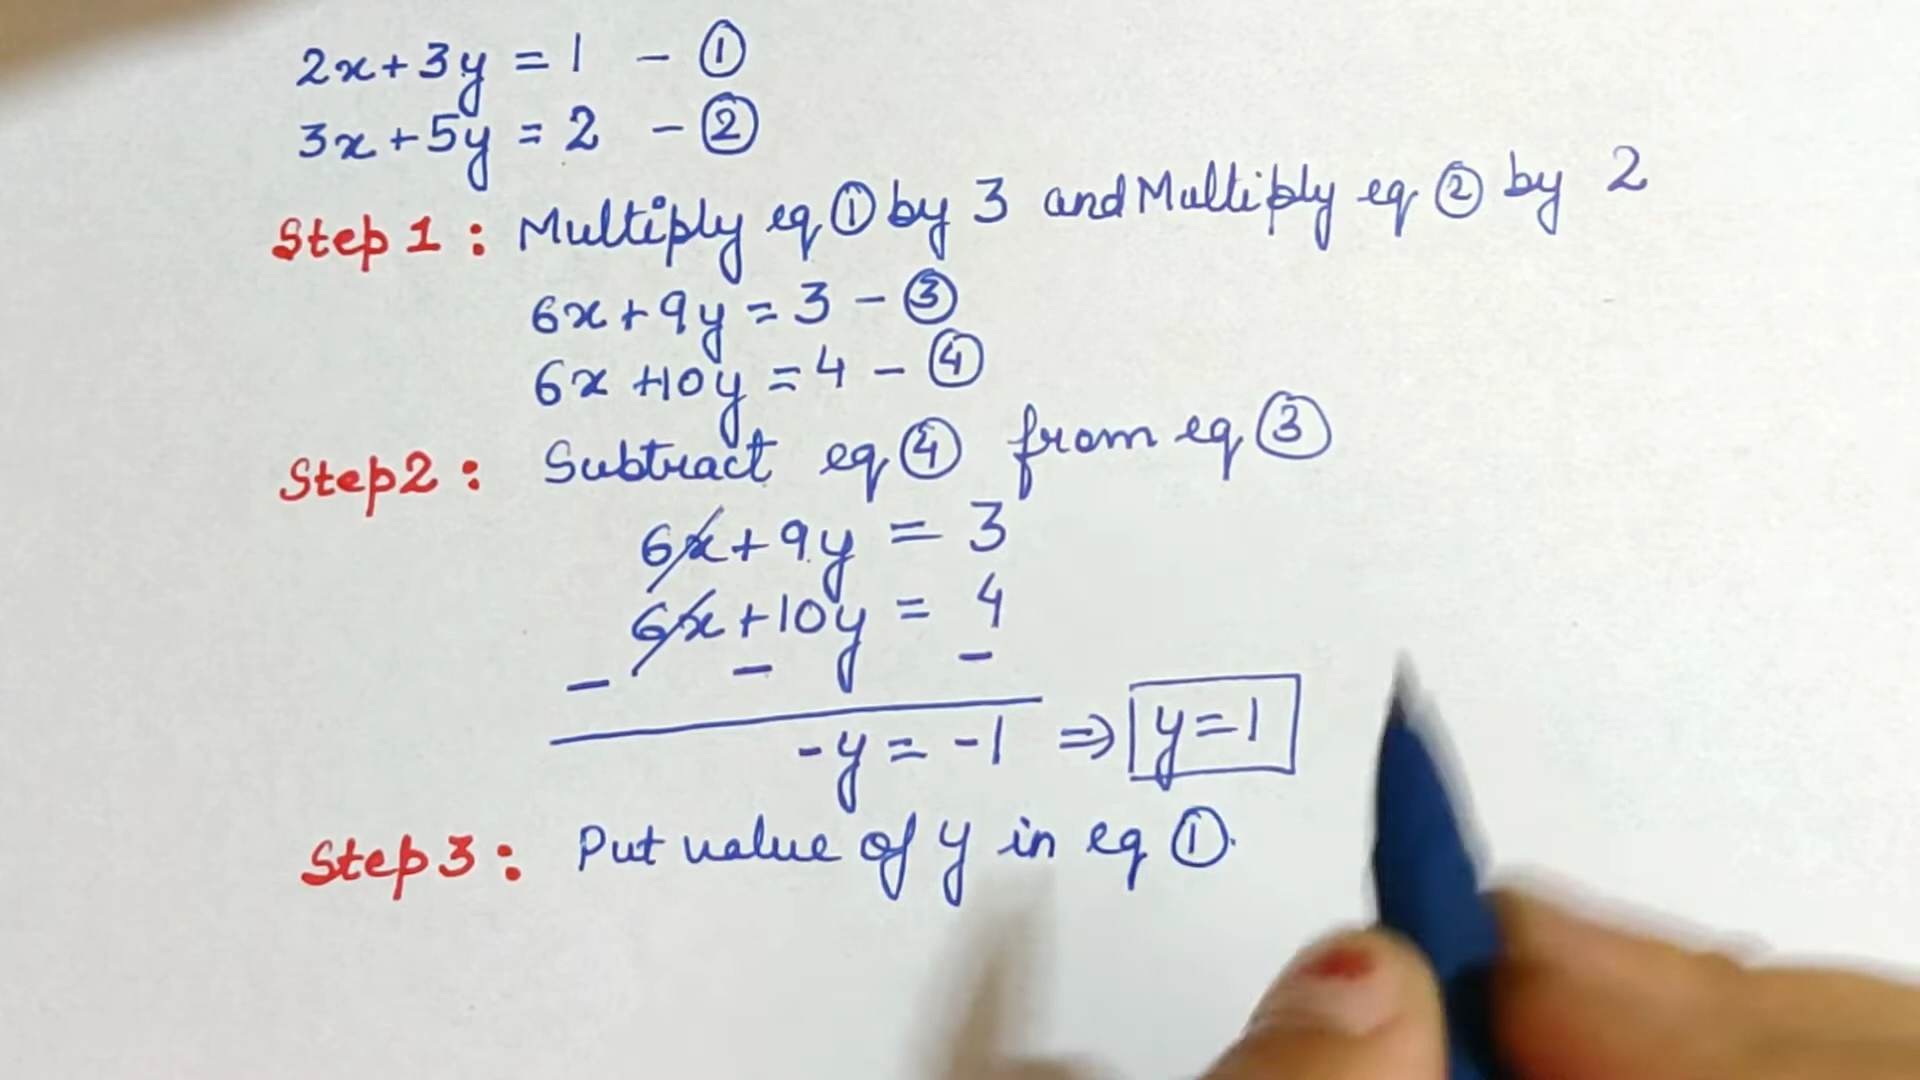 2x+3y = 1 - ①
3x+5y = 2 - ②
Step 1 : Multiply eq ① by 3 and Multiply eq ② by 2
6x+9y = 3 - ③
6x +10y = 4 - ④
Step2 : Subtract eq ④ from eq ③
6x+9y = 3
6x+10y = 4
- - -
-y = -1 ⇒ y=1
Step 3 : Put value of y in eq ①.